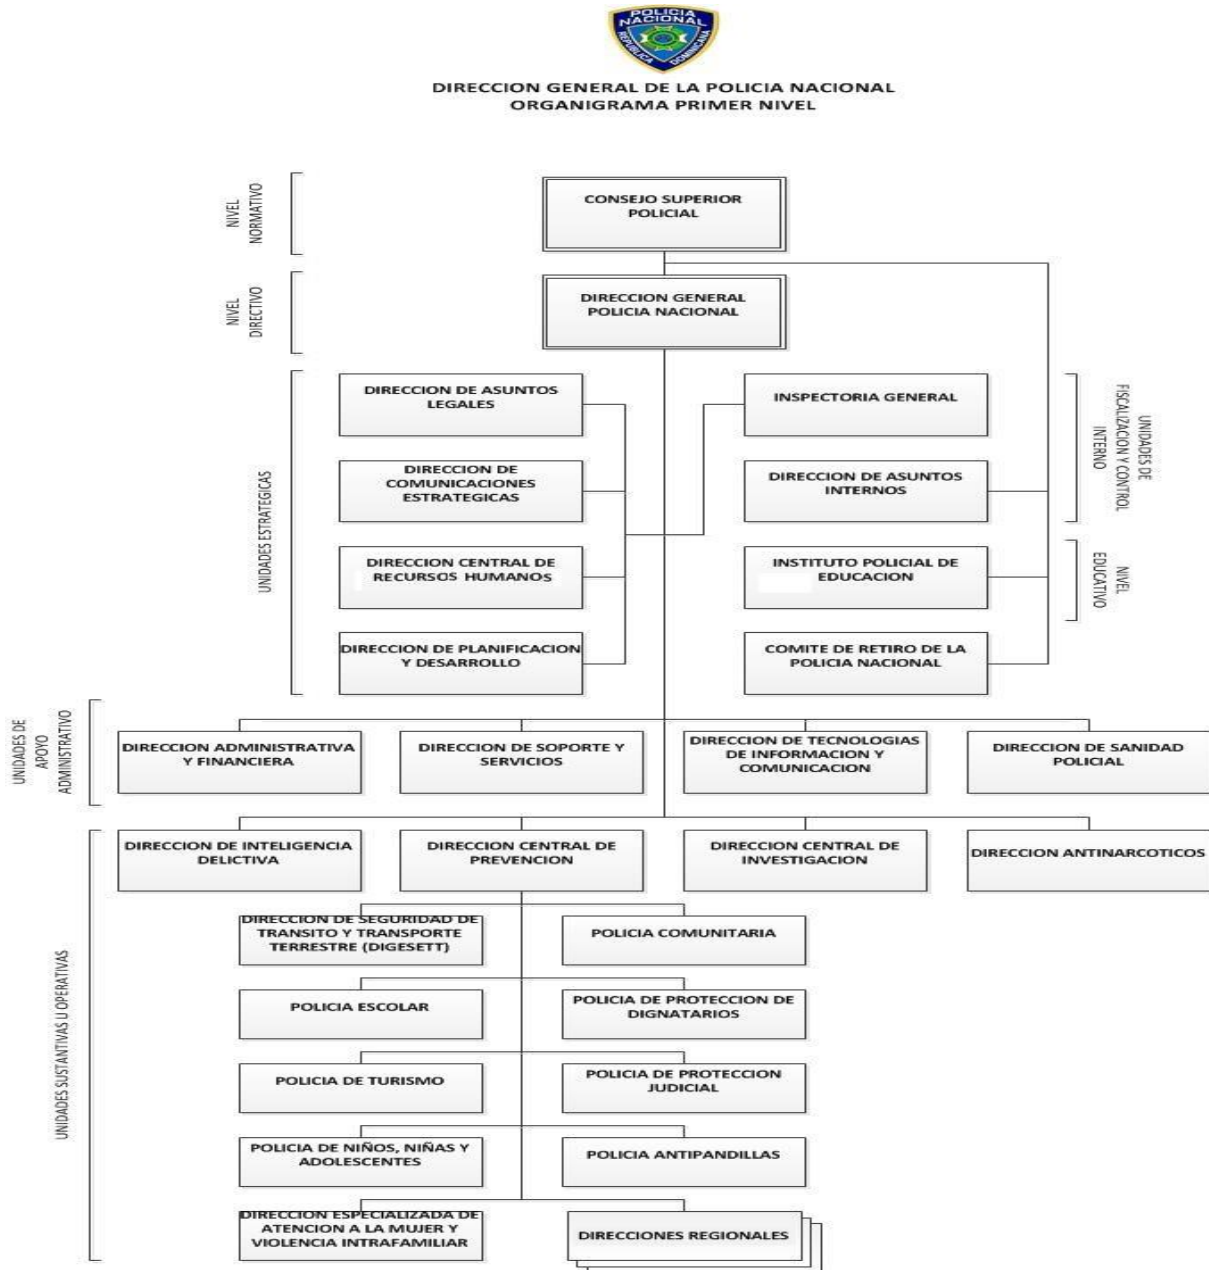 POLICIA
NACIONAL
REPUBLICA DOMINICANA
DIRECCION GENERAL DE LA POLICIA NACIONAL
ORGANIGRAMA PRIMER NIVEL
NIVEL
NORMATIVO
CONSEJO SUPERIOR
POLICIAL
NIVEL
DIRECTIVO
DIRECCION GENERAL
POLICIA NACIONAL
UNIDADES ESTRATEGICAS
DIRECCION DE ASUNTOS
LEGALES
INSPECTORIA GENERAL
UNIDADES DE
FISCALIZACION Y CONTROL
INTERNO
DIRECCION DE
COMUNICACIONES
ESTRATEGICAS
DIRECCION DE ASUNTOS
INTERNOS
DIRECCION CENTRAL DE
RECURSOS HUMANOS
INSTITUTO POLICIAL DE
EDUCACION
NIVEL
EDUCATIVO
DIRECCION DE PLANIFICACION
Y DESARROLLO
COMITE DE RETIRO DE LA
POLICIA NACIONAL
UNIDADES DE
APOYO
ADMINISTRATIVO
DIRECCION ADMINISTRATIVA
Y FINANCIERA
DIRECCION DE SOPORTE Y
SERVICIOS
DIRECCION DE TECNOLOGIAS
DE INFORMACION Y
COMUNICACION
DIRECCION DE SANIDAD
POLICIAL
UNIDADES SUSTANTIVAS U OPERATIVAS
DIRECCION DE INTELIGENCIA
DELICTIVA
DIRECCION CENTRAL DE
PREVENCION
DIRECCION CENTRAL DE
INVESTIGACION
DIRECCION ANTINARCOTICOS
DIRECCION DE SEGURIDAD DE
TRANSITO Y TRANSPORTE
TERRESTRE (DIGESETT)
POLICIA COMUNITARIA
POLICIA ESCOLAR
POLICIA DE PROTECCION DE
DIGNATARIOS
POLICIA DE TURISMO
POLICIA DE PROTECCION
JUDICIAL
POLICIA DE NIÑOS, NIÑAS Y
ADOLESCENTES
POLICIA ANTIPANDILLAS
DIRECCION ESPECIALIZADA DE
ATENCION A LA MUJER Y
VIOLENCIA INTRAFAMILIAR
DIRECCIONES REGIONALES